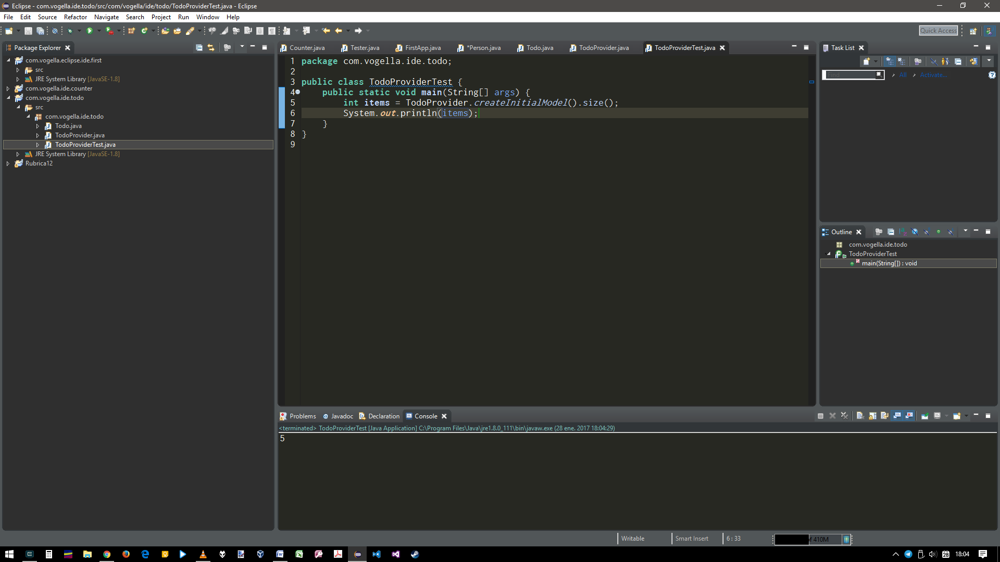 Eclipse - com.vogella.ide.todo/src/com/vogella/ide/todo/TodoProviderTest.java - Eclipse
File Edit Source Refactor Navigate Search Project Run Window Help
Quick Access
Package Explorer
com.vogella.eclipse.ide.first
src
JRE System Library [JavaSE-1.8]
com.vogella.ide.counter
com.vogella.ide.todo
src
com.vogella.ide.todo
Todo.java
TodoProvider.java
TodoProviderTest.java
JRE System Library [JavaSE-1.8]
Rubrica12
Counter.java Tester.java FirstApp.java *Person.java Todo.java TodoProvider.java TodoProviderTest.java
1 package com.vogella.ide.todo;
2
3 public class TodoProviderTest {
4 public static void main(String[] args) {
5 int items = TodoProvider.createInitialModel().size();
6 System.out.println(items);
7 }
8 }
9
Task List
Find All Activate...
Outline
com.vogella.ide.todo
TodoProviderTest
main(String[]) : void
Problems Javadoc Declaration Console
<terminated> TodoProviderTest [Java Application] C:\Program Files\Java\jre1.8.0_111\bin\javaw.exe (28 ene. 2017 18:04:29)
5
Writable Smart Insert 6 : 33 of 410M
28 18:04